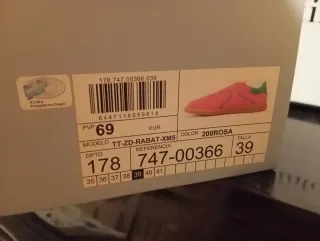 178 747.00366.039
8447116859814
PVP 69 EUR
MODELO TT-ZD-RABAT-XM5
COLOR 200ROSA
DPTO REFERENCIA TALLA
178 747-00366 39
35 36 37 38 39 40 41